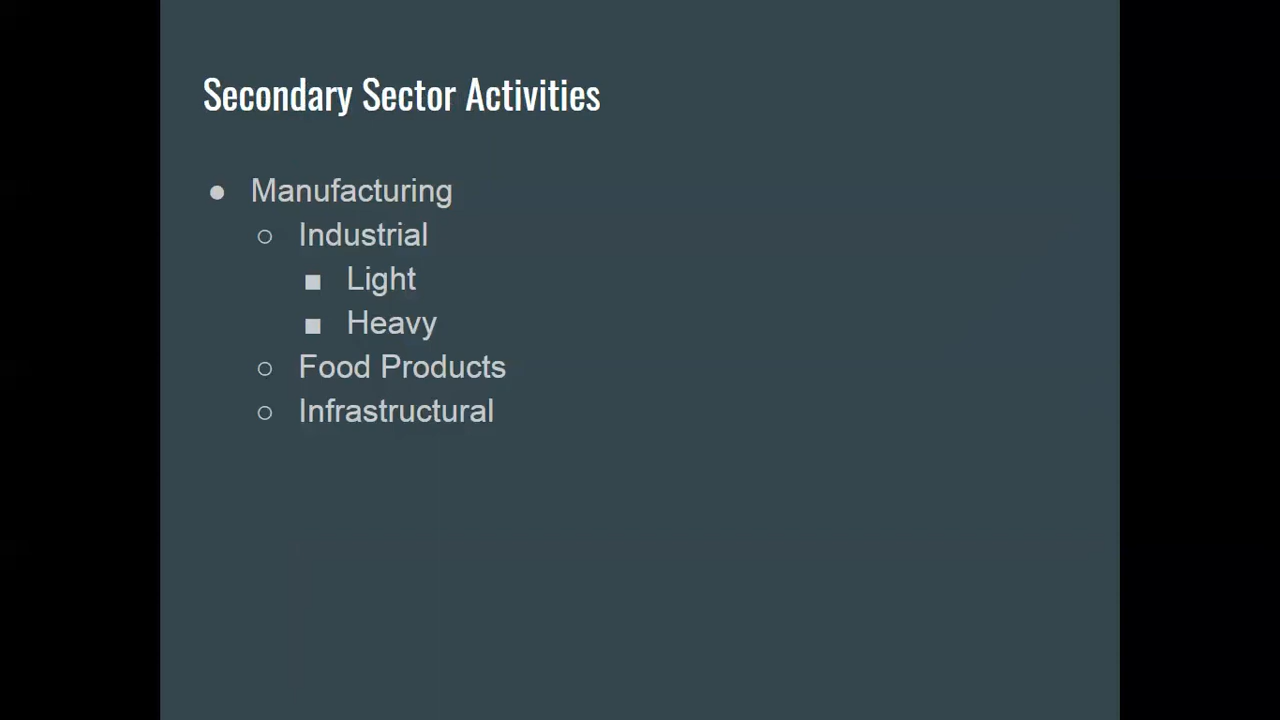 Secondary Sector Activities
● Manufacturing
○ Industrial
■ Light
■ Heavy
○ Food Products
○ Infrastructural